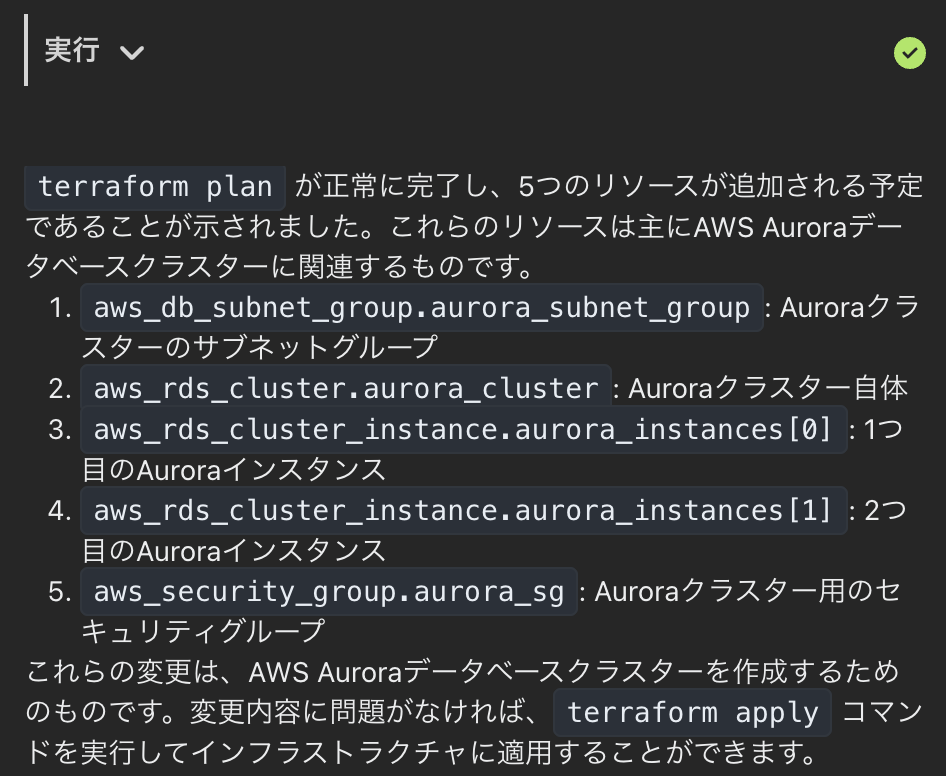 実行
terraform plan が正常に完了し、5つのリソースが追加される予定
であることが示されました。これらのリソースは主にAWS Auroraデー
タベースクラスターに関連するものです。
1. aws_db_subnet_group.aurora_subnet_group : Auroraクラ
スターのサブネットグループ
2. aws_rds_cluster.aurora_cluster : Auroraクラスター自体
3. aws_rds_cluster_instance.aurora_instances[0] : 1つ
目のAuroraインスタンス
4. aws_rds_cluster_instance.aurora_instances[1] : 2つ
目のAuroraインスタンス
5. aws_security_group.aurora_sg : Auroraクラスター用のセ
キュリティグループ
これらの変更は、AWS Auroraデータベースクラスターを作成するため
のものです。変更内容に問題がなければ、 terraform apply コマン
ドを実行してインフラストラクチャに適用することができます。